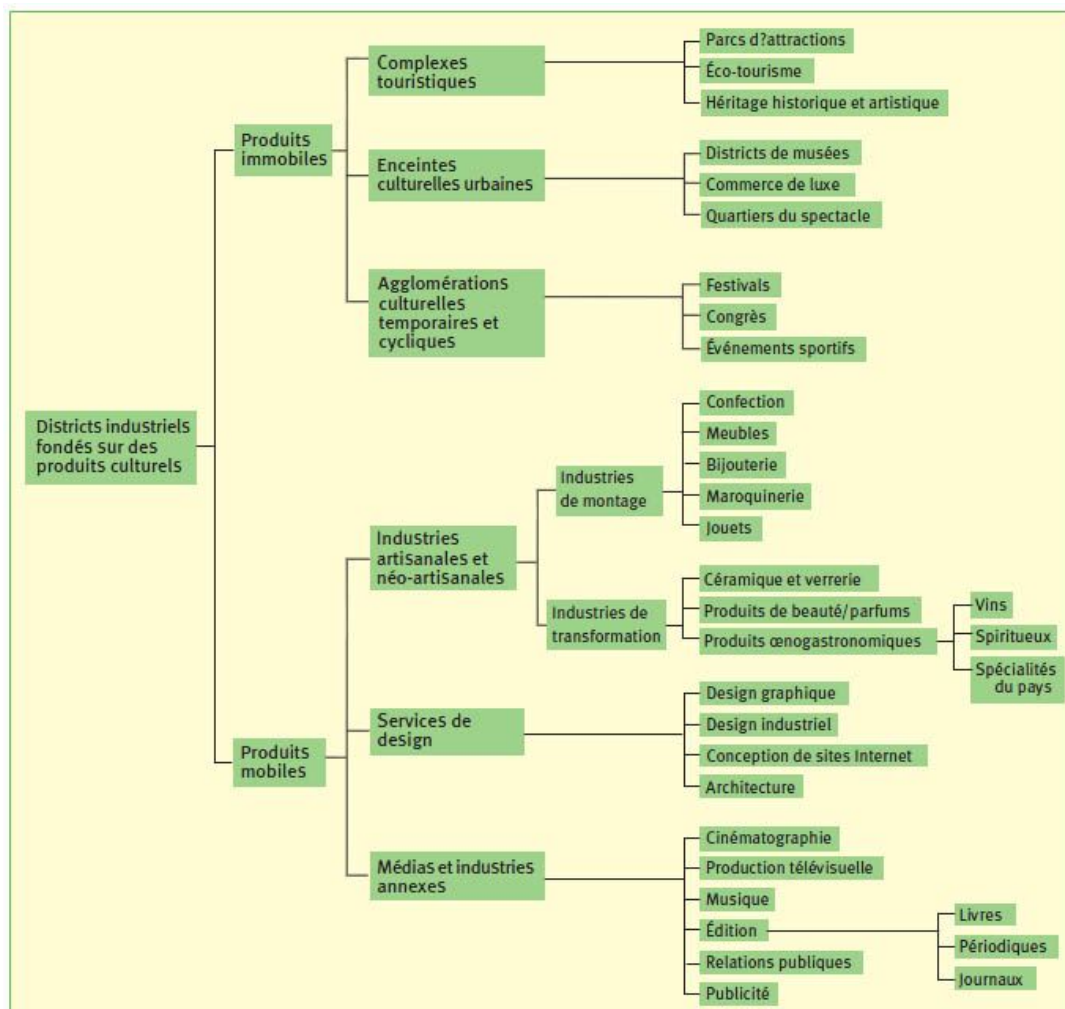 Parcs d?attractions
Complexes
touristiques
Éco-tourisme
Héritage historique et artistique
Produits
immobiles
Enceintes
culturelles urbaines
Districts de musées
Commerce de luxe
Quartiers du spectacle
Agglomérations
culturelles
temporaires et
cycliques
Festivals
Congrès
Événements sportifs
Districts industriels
fondés sur des
produits culturels
Confection
Meubles
Industries
de montage
Bijouterie
Maroquinerie
Jouets
Industries
artisanales et
néo-artisanales
Industries de
transformation
Céramique et verrerie
Produits de beauté/parfums
Produits œnogastronomiques
Vins
Spiritueux
Spécialités
du pays
Produits
mobiles
Services de
design
Design graphique
Design industriel
Conception de sites Internet
Architecture
Médias et industries
annexes
Cinématographie
Production télévisuelle
Musique
Édition
Relations publiques
Publicité
Livres
Périodiques
Journaux